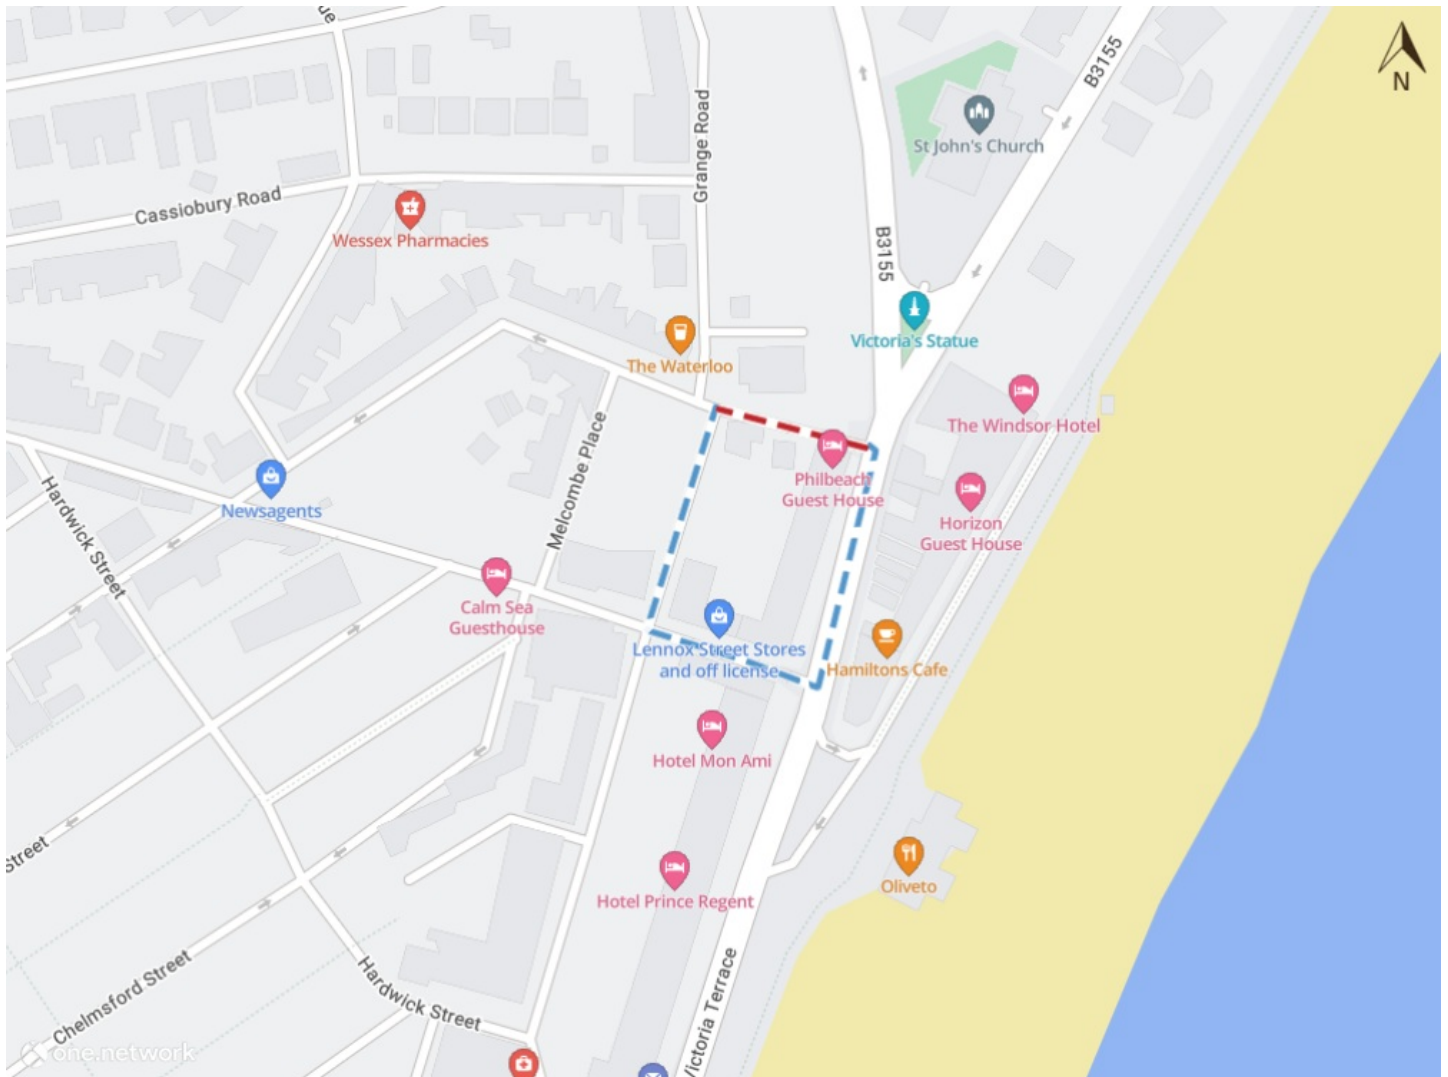 ue
B3155
N
St John's Church
Grange Road
Cassiobury Road
Wessex Pharmacies
B3155
Victoria's Statue
The Waterloo
The Windsor Hotel
Melcombe Place
Philbeach
Guest House
Hardwick Street
Newsagents
Horizon
Guest House
Calm Sea
Guesthouse
Lennox Street Stores
and off license
Hamiltons Cafe
Hotel Mon Ami
Street
Oliveto
Hotel Prince Regent
Chelmsford Street
Hardwick Street
Victoria Terrace
one.network